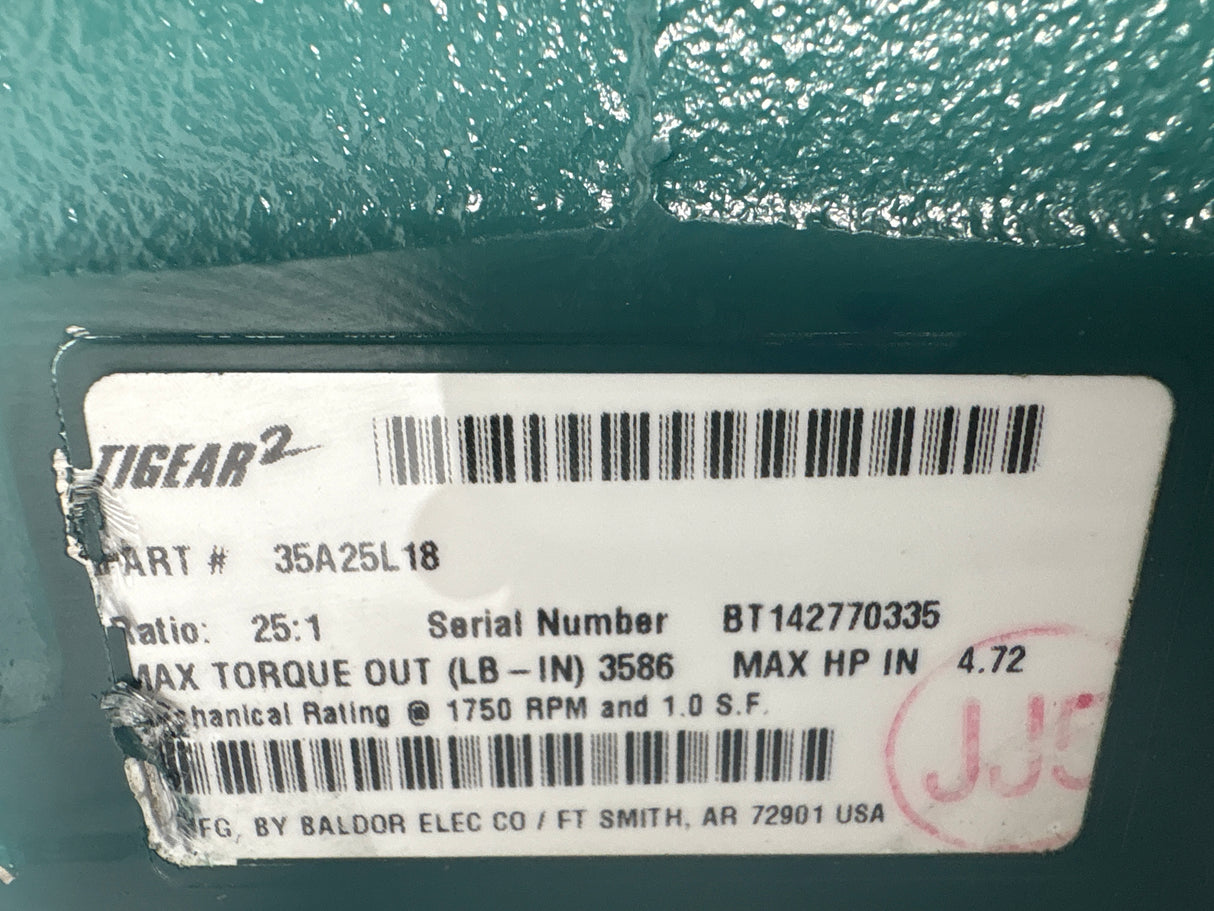 TIGEAR2
PART # 35A25L18
Ratio: 25:1 Serial Number BT142770335
MAX TORQUE OUT (LB-IN) 3586 MAX HP IN 4.72
Mechanical Rating @ 1750 RPM and 1.0 S.F.
MFG, BY BALDOR ELEC CO / FT SMITH, AR 72901 USA